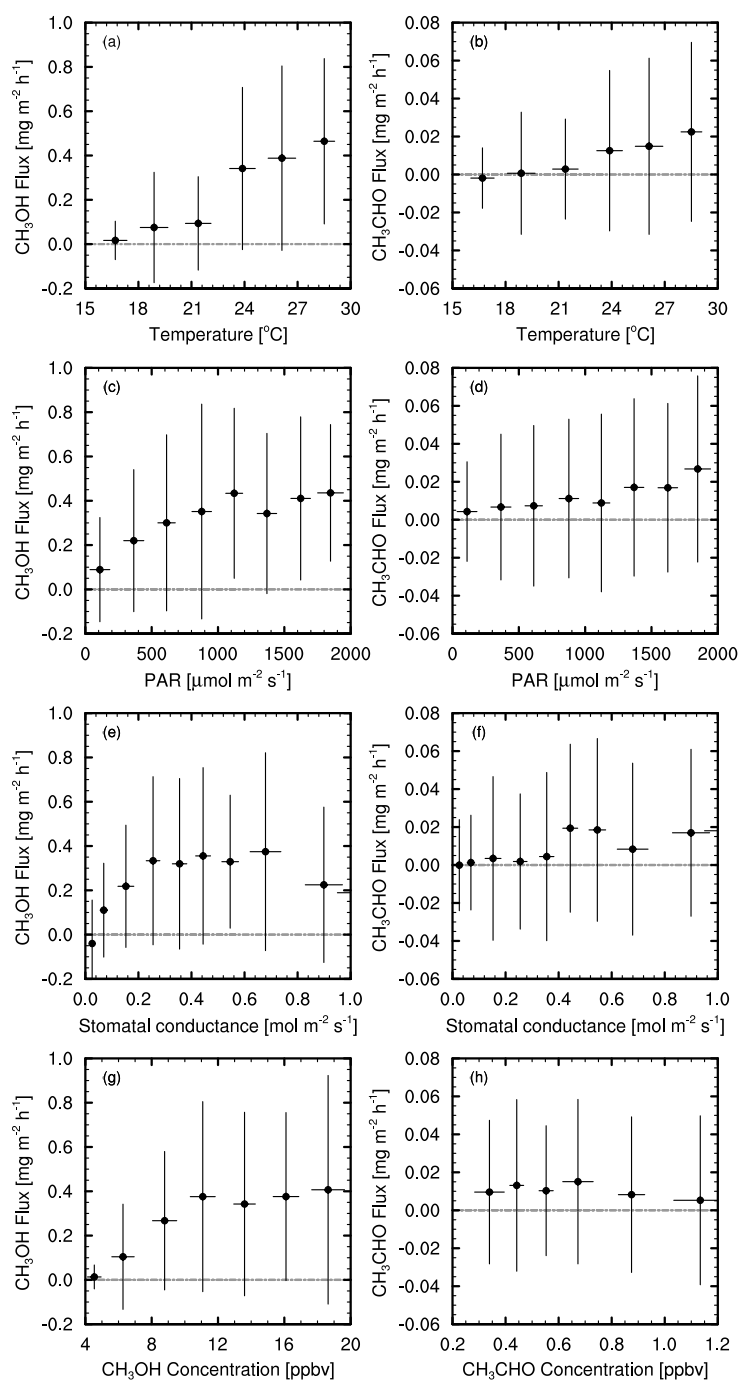 (a)
CH₃OH Flux [mg m⁻² h⁻¹]
1.0
0.8
0.6
0.4
0.2
0.0
-0.2
15 18 21 24 27 30
Temperature [°C]
(b)
CH₃CHO Flux [mg m⁻² h⁻¹]
0.08
0.06
0.04
0.02
0.00
-0.02
-0.04
-0.06
15 18 21 24 27 30
Temperature [°C]
(c)
CH₃OH Flux [mg m⁻² h⁻¹]
1.0
0.8
0.6
0.4
0.2
0.0
-0.2
0 500 1000 1500 2000
PAR [μmol m⁻² s⁻¹]
(d)
CH₃CHO Flux [mg m⁻² h⁻¹]
0.08
0.06
0.04
0.02
0.00
-0.02
-0.04
-0.06
0 500 1000 1500 2000
PAR [μmol m⁻² s⁻¹]
(e)
CH₃OH Flux [mg m⁻² h⁻¹]
1.0
0.8
0.6
0.4
0.2
0.0
-0.2
0.0 0.2 0.4 0.6 0.8 1.0
Stomatal conductance [mol m⁻² s⁻¹]
(f)
CH₃CHO Flux [mg m⁻² h⁻¹]
0.08
0.06
0.04
0.02
0.00
-0.02
-0.04
-0.06
0.0 0.2 0.4 0.6 0.8 1.0
Stomatal conductance [mol m⁻² s⁻¹]
(g)
CH₃OH Flux [mg m⁻² h⁻¹]
1.0
0.8
0.6
0.4
0.2
0.0
-0.2
4 8 12 16 20
CH₃OH Concentration [ppbv]
(h)
CH₃CHO Flux [mg m⁻² h⁻¹]
0.08
0.06
0.04
0.02
0.00
-0.02
-0.04
-0.06
0.2 0.4 0.6 0.8 1.0 1.2
CH₃CHO Concentration [ppbv]